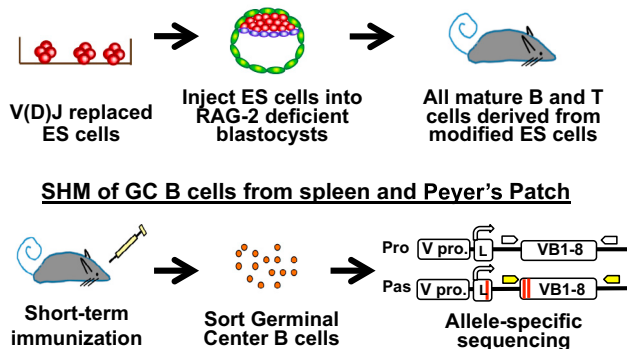 V(D)J replaced
ES cells
Inject ES cells into
RAG-2 deficient
blastocysts
All mature B and T
cells derived from
modified ES cells
SHM of GC B cells from spleen and Peyer's Patch
Short-term
immunization
Sort Germinal
Center B cells
Pro V pro. L VB1-8
Pas V pro. L VB1-8
Allele-specific
sequencing